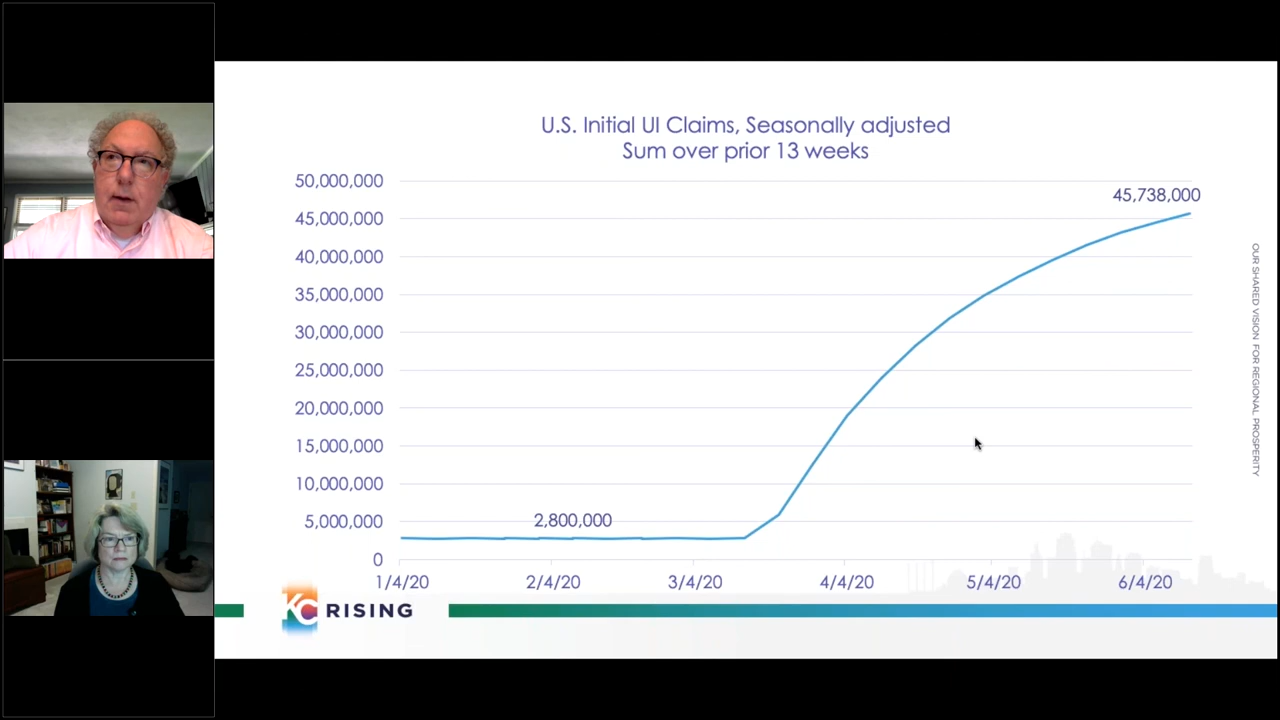 U.S. Initial UI Claims, Seasonally adjusted
Sum over prior 13 weeks
50,000,000
45,738,000
45,000,000
40,000,000
35,000,000
30,000,000
25,000,000
20,000,000
15,000,000
10,000,000
5,000,000
2,800,000
0
1/4/20 2/4/20 3/4/20 4/4/20 5/4/20 6/4/20
KC RISING
OUR SHARED VISION FOR REGIONAL PROSPERITY